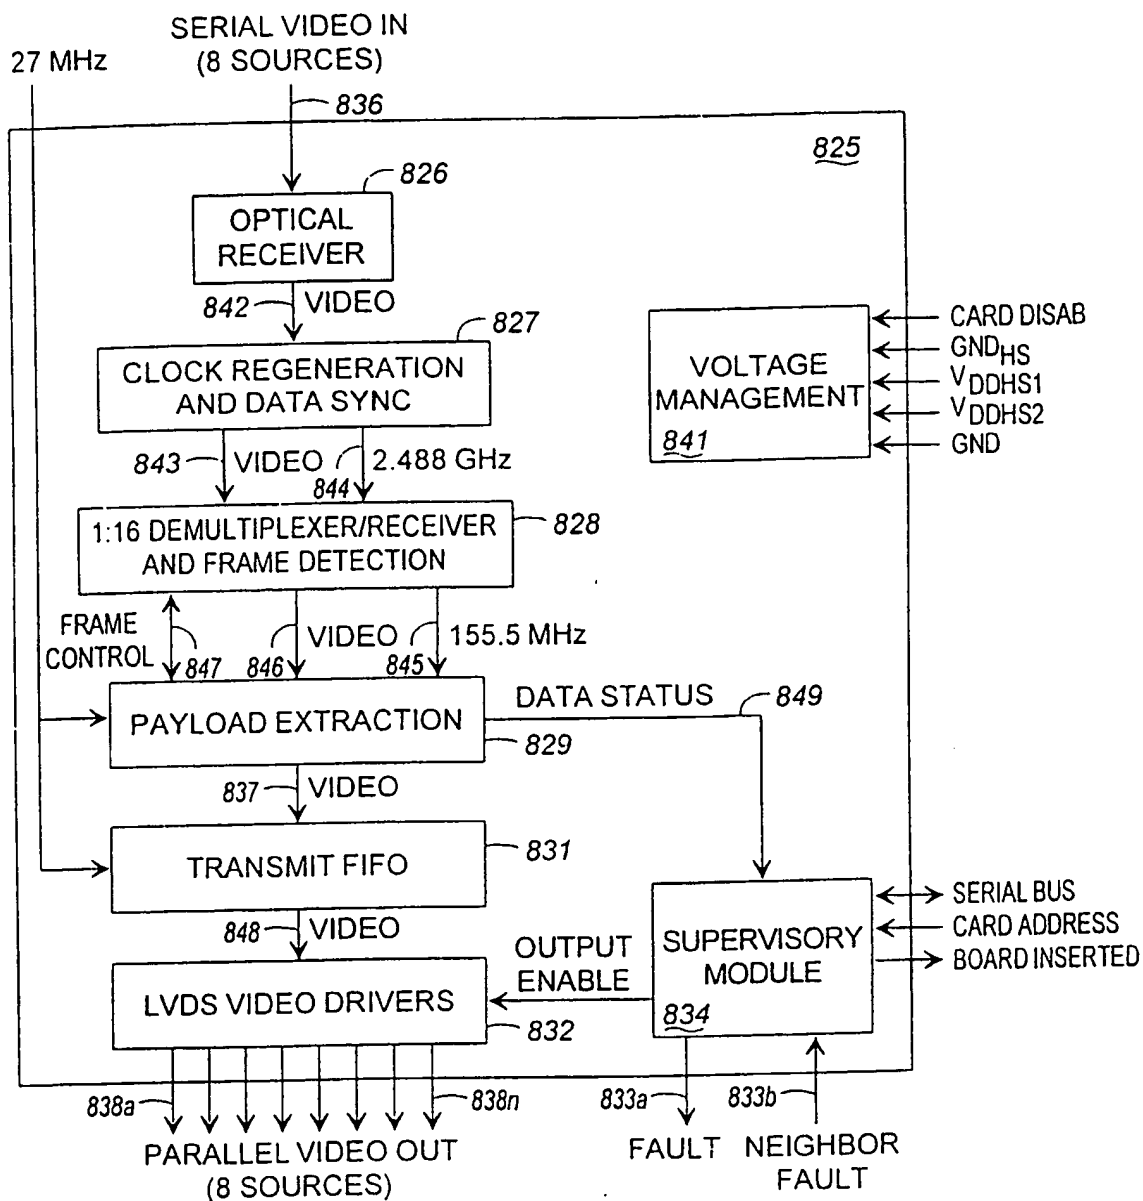 SERIAL VIDEO IN
(8 SOURCES)
27 MHz
836
825
826
OPTICAL
RECEIVER
842
VIDEO
827
CLOCK REGENERATION
AND DATA SYNC
VOLTAGE
MANAGEMENT
841
CARD DISAB
GNDHS
VDDHS1
VDDHS2
GND
843
VIDEO
844
2.488 GHz
1:16 DEMULTIPLEXER/RECEIVER
AND FRAME DETECTION
828
FRAME
CONTROL
847
846
VIDEO
845
155.5 MHz
PAYLOAD EXTRACTION
829
DATA STATUS
849
837
VIDEO
TRANSMIT FIFO
831
848
VIDEO
OUTPUT
ENABLE
SUPERVISORY
MODULE
834
SERIAL BUS
CARD ADDRESS
BOARD INSERTED
LVDS VIDEO DRIVERS
832
838a
838n
833a
833b
PARALLEL VIDEO OUT
(8 SOURCES)
FAULT
NEIGHBOR
FAULT